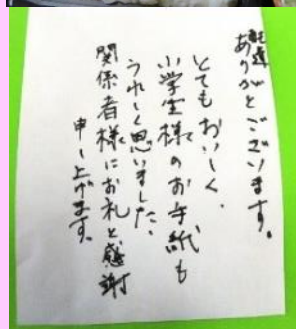 配達
ありがとございます。
とてもおいしく、
小学生様のお手紙も
うれしく思いました、
関係者様にお礼と感謝
申し上げます。